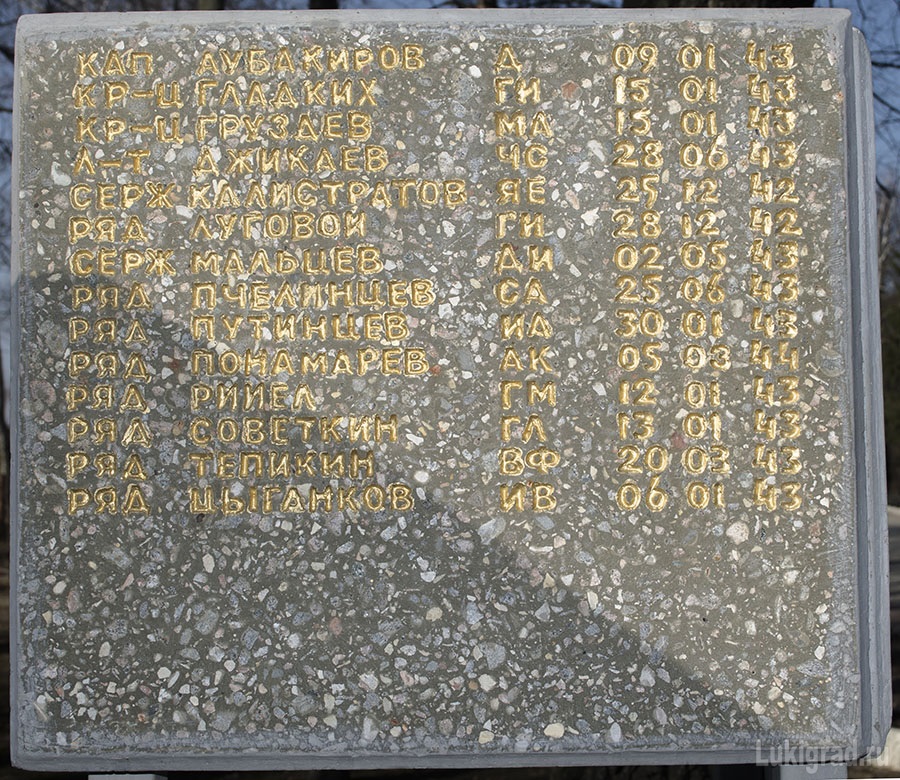 КАП АУБАКИРОВ Д 09 01 43
КР-Ц ГЛАДКИХ ГИ 15 01 43
КР-Ц ГРУЗДЕВ МА 15 01 43
Л-Т ДЖИКАЕВ ЧС 28 06 43
СЕРЖ КАЛИСТРАТОВ ЯЕ 25 12 42
РЯД ЛУГОВОЙ ГИ 28 12 42
СЕРЖ МАЛЬЦЕВ ДИ 02 05 43
РЯД ПЧЕЛИНЦЕВ СА 25 06 43
РЯД ПУТИНЦЕВ ИА 30 01 43
РЯД ПОНАМАРЕВ АК 05 03 44
РЯД ГМ 12 01 43
РЯД СОВЕТКИН ГЛ 13 01 43
РЯД ТЕПИКИН ВФ 20 03 43
РЯД ЦЫГАНКОВ ИВ 06 01 43
Lukigrad.ru